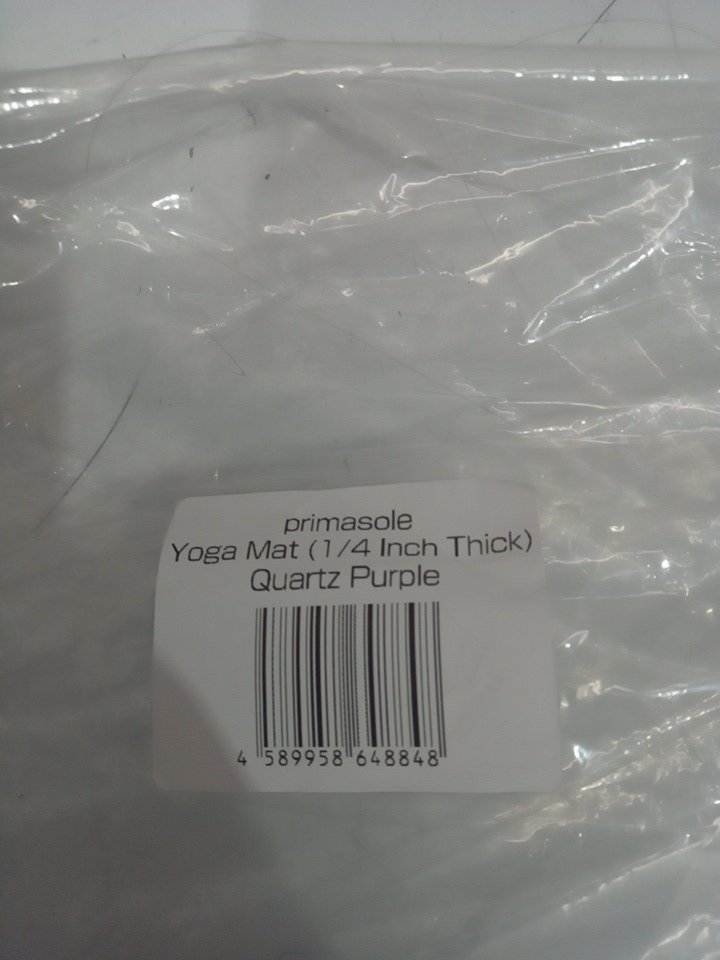 primasole
Yoga Mat (1/4 Inch Thick)
Quartz Purple
4 589958 648848